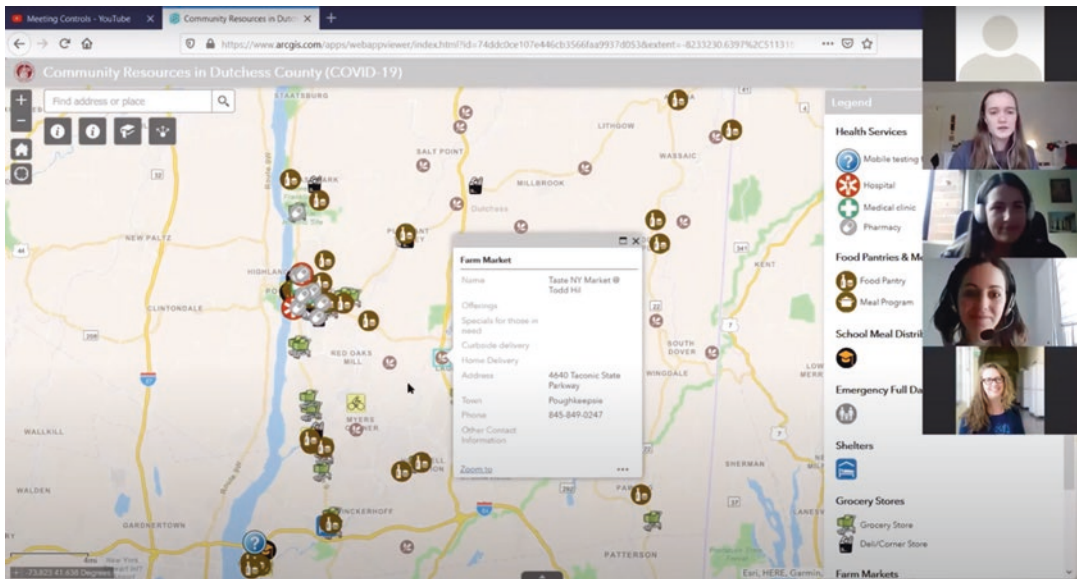 Meeting Controls - YouTube
Community Resources in Dutc
https://www.arcgis.com/apps/webappviewer/index.html?id=74ddc0ce107e446cb3566faa9937d053&extent=-8233230.6397%2C51131
Community Resources in Dutchess County (COVID-19)
Find address or place
Legend
Health Services
Mobile testing
Hospital
Medical clinic
Pharmacy
Food Pantries & Me
Food Pantry
Meal Program
School Meal Distrib
Emergency Full Da
Shelters
Grocery Stores
Grocery Store
Deli/Corner Store
Farm Markets
Farm Market
Name Taste NY Market @
Todd Hil
Offerings
Specials for those in
need
Curbside delivery
Home Delivery
Address 4640 Taconic State
Parkway
Town Poughkeepsie
Phone 845-849-0247
Other Contact
Information
Zoom to
STAATSBURG
LITHGOW
SALT POINT
WASSAIC
MILLBROOK
Dutchess
NEW PALTZ
HIGHLAN
KENT
CLINTONDALE
RED OAKS
MILL
SOUTH
DOVER
WINGDALE
MYERS
WALLKILL
SHERMAN
WALDEN
GARDNERTOWN
PATTERSON
Esri, HERE, Garmin,